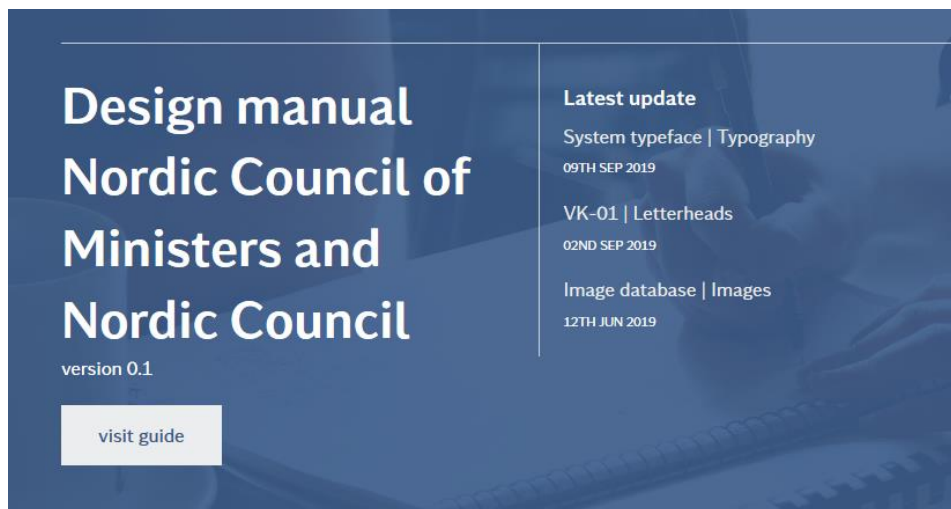 Design manual
Nordic Council of
Ministers and
Nordic Council
version 0.1
visit guide
Latest update
System typeface | Typography
09TH SEP 2019
VK-01 | Letterheads
02ND SEP 2019
Image database | Images
12TH JUN 2019